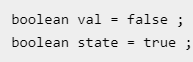 boolean val = false ;
boolean state = true ;